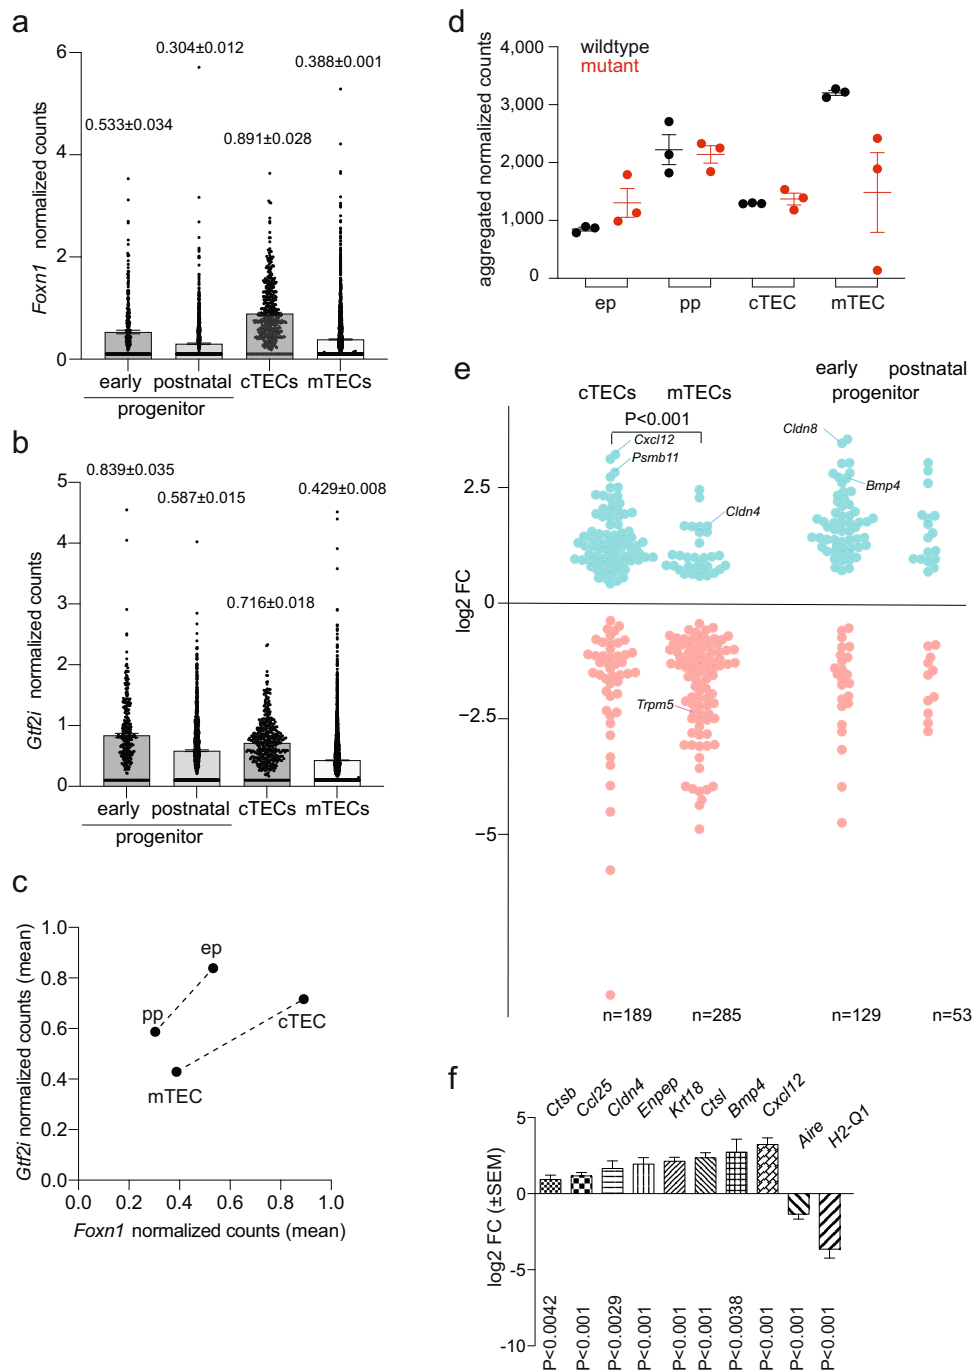 a
0.304±0.012
0.388±0.001
0.533±0.034
0.891±0.028
Foxn1 normalized counts
6
4
2
0
early
postnatal
cTECs
mTECs
progenitor
b
0.839±0.035
0.587±0.015
0.429±0.008
0.716±0.018
Gtf2i normalized counts
5
4
3
2
1
0
early
postnatal
cTECs
mTECs
progenitor
c
Gtf2i normalized counts (mean)
1.0
0.8
0.6
0.4
0.2
0.0
ep
pp
cTEC
mTEC
0.0
0.2
0.4
0.6
0.8
1.0
Foxn1 normalized counts (mean)
d
aggregated normalized counts
4,000
3,000
2,000
1,000
0
wildtype
mutant
ep
pp
cTEC
mTEC
e
cTECs
mTECs
early
postnatal
progenitor
P<0.001
Cxcl12
Psmb11
Cldn4
Cldn8
Bmp4
Trpm5
log2 FC
2.5
0
−2.5
−5
n=189
n=285
n=129
n=53
f
Ctsb
Ccl25
Cldn4
Enpep
Krt18
Ctsl
Bmp4
Cxcl12
Aire
H2-Q1
log2 FC (±SEM)
5
0
-5
-10
P<0.0042
P<0.001
P<0.0029
P<0.001
P<0.001
P<0.001
P<0.0038
P<0.001
P<0.001
P<0.001